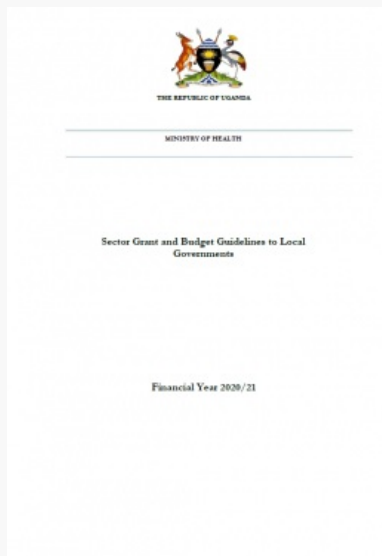 THE REPUBLIC OF UGANDA
MINISTRY OF HEALTH
Sector Grant and Budget Guidelines to Local
Governments
Financial Year 2020/21